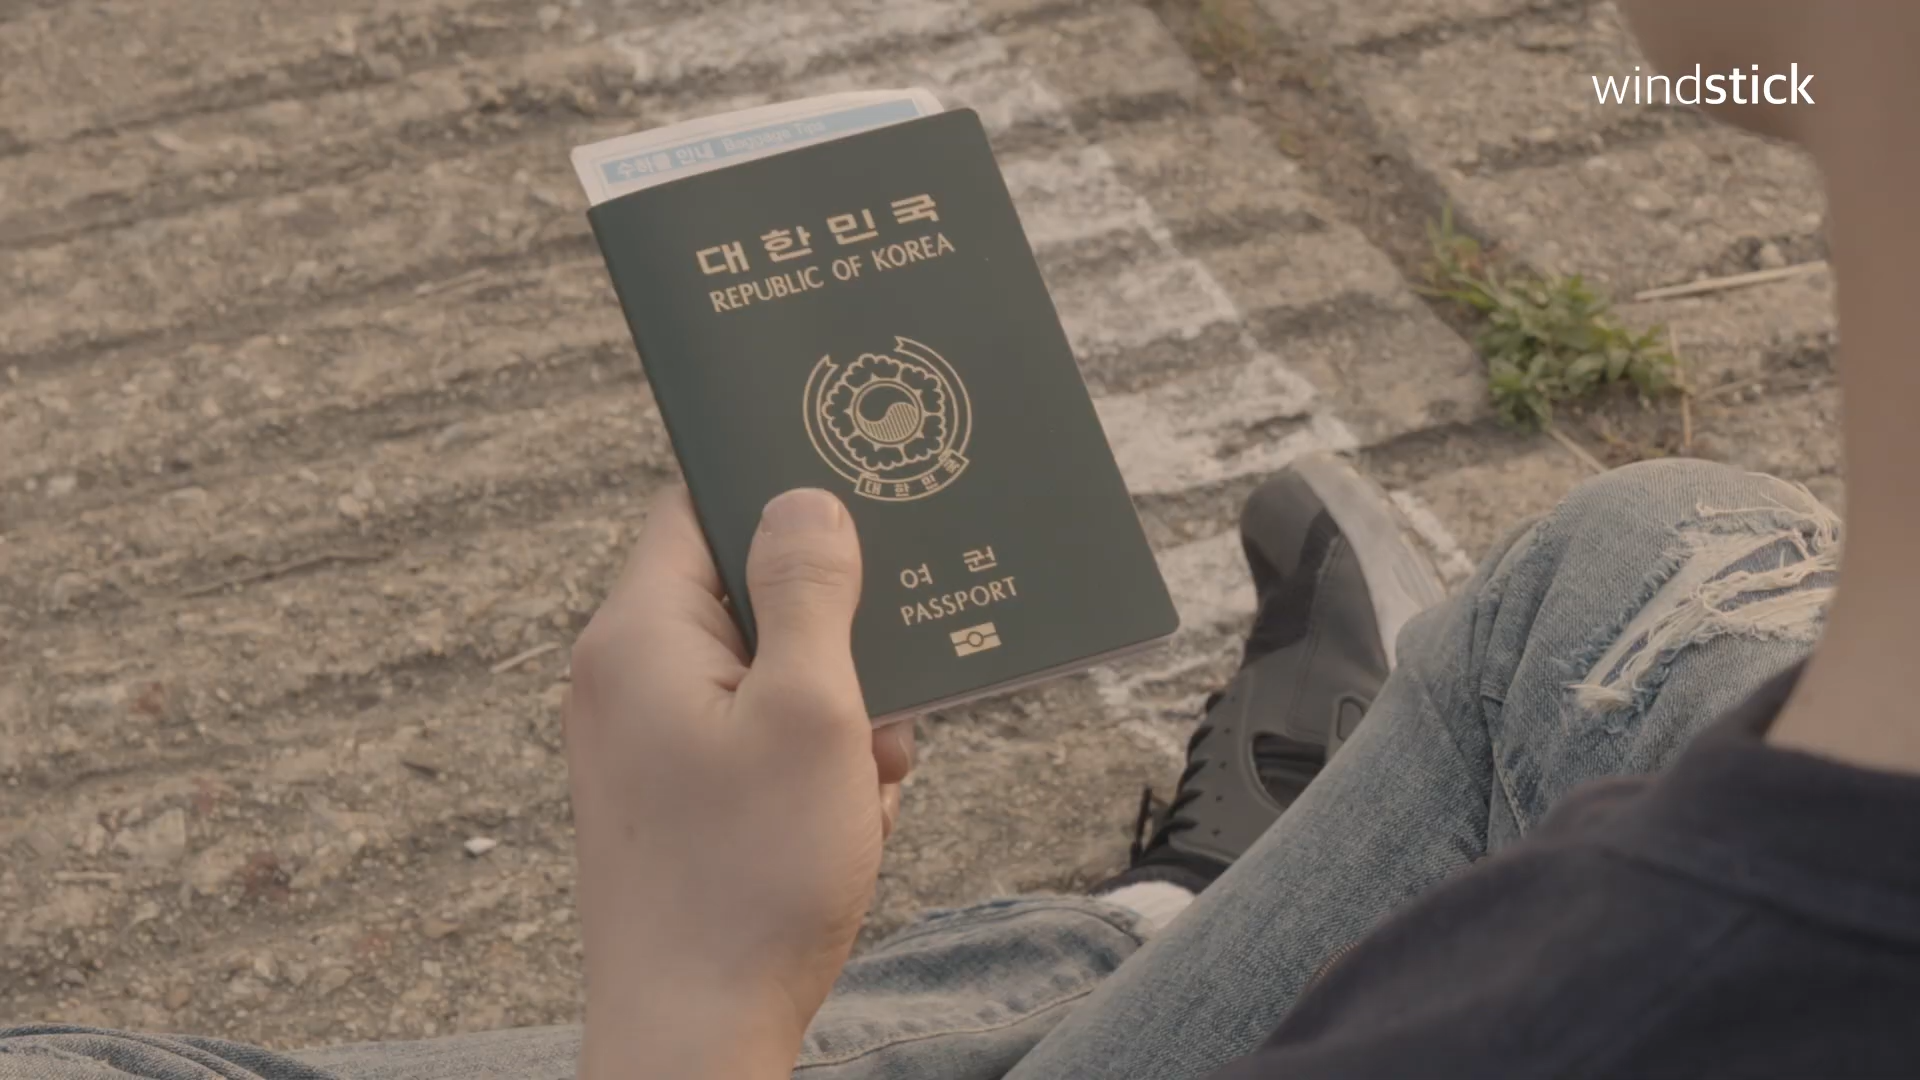 windstick
수하물 안내 Baggage Tips
대한민국
REPUBLIC OF KOREA
대한민국
여권
PASSPORT